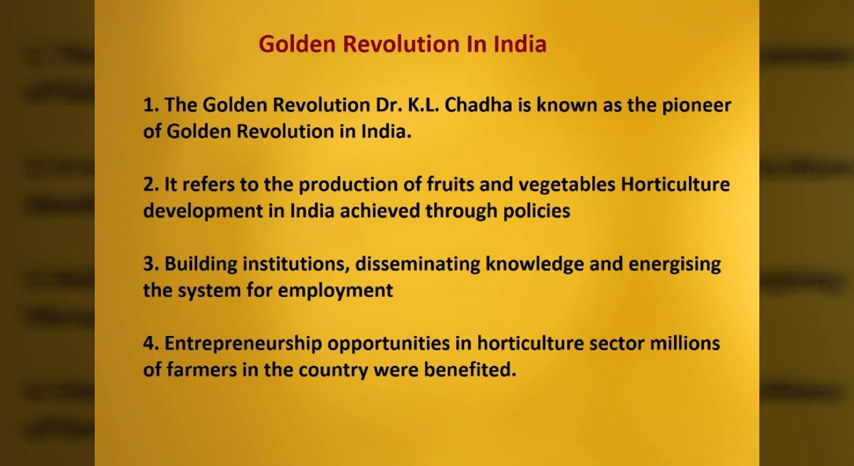 Golden Revolution In India
1. The Golden Revolution Dr. K.L. Chadha is known as the pioneer
of Golden Revolution in India.
2. It refers to the production of fruits and vegetables Horticulture
development in India achieved through policies
3. Building institutions, disseminating knowledge and energising
the system for employment
4. Entrepreneurship opportunities in horticulture sector millions
of farmers in the country were benefited.